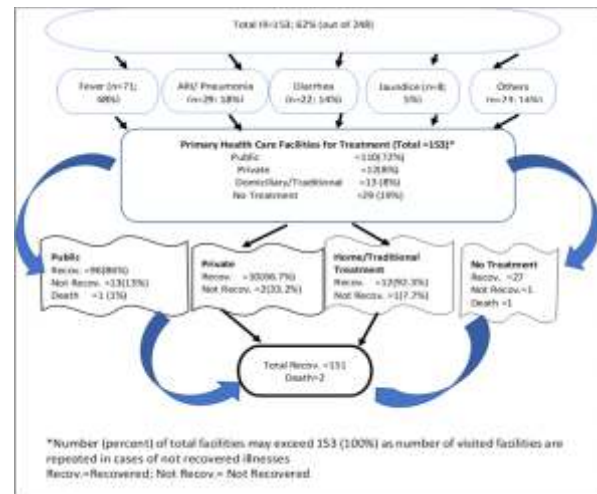 Total Ill=153; 62% (out of 248)
Fever (n=71;
68%)
ARI/ Pneumonia
(n=29; 18%)
Diarrhea
(n=22; 14%)
Jaundice (n=8;
5%)
Others
(n=23; 14%)
Primary Health Care Facilities for Treatment (Total =153)*
Public =110(72%)
Private =12(8%)
Domiciliary/Traditional =13 (8%)
No Treatment =29 (19%)
Public
Recov. =96(86%)
Not Recov. =13(13%)
Death =1 (1%)
Private
Recov. =10(66.7%)
Not Recov. =2(33.2%)
Home/Traditional
Treatment
Recov. =12(92.3%)
Not Recov. =1(7.7%)
No Treatment
Recov. =27
Not Recov.=1
Death =1
Total Recov. =151
Death=2
*Number (percent) of total facilities may exceed 153 (100%) as number of visited facilities are
repeated in cases of not recovered illnesses
Recov.=Recovered; Not Recov.= Not Recovered